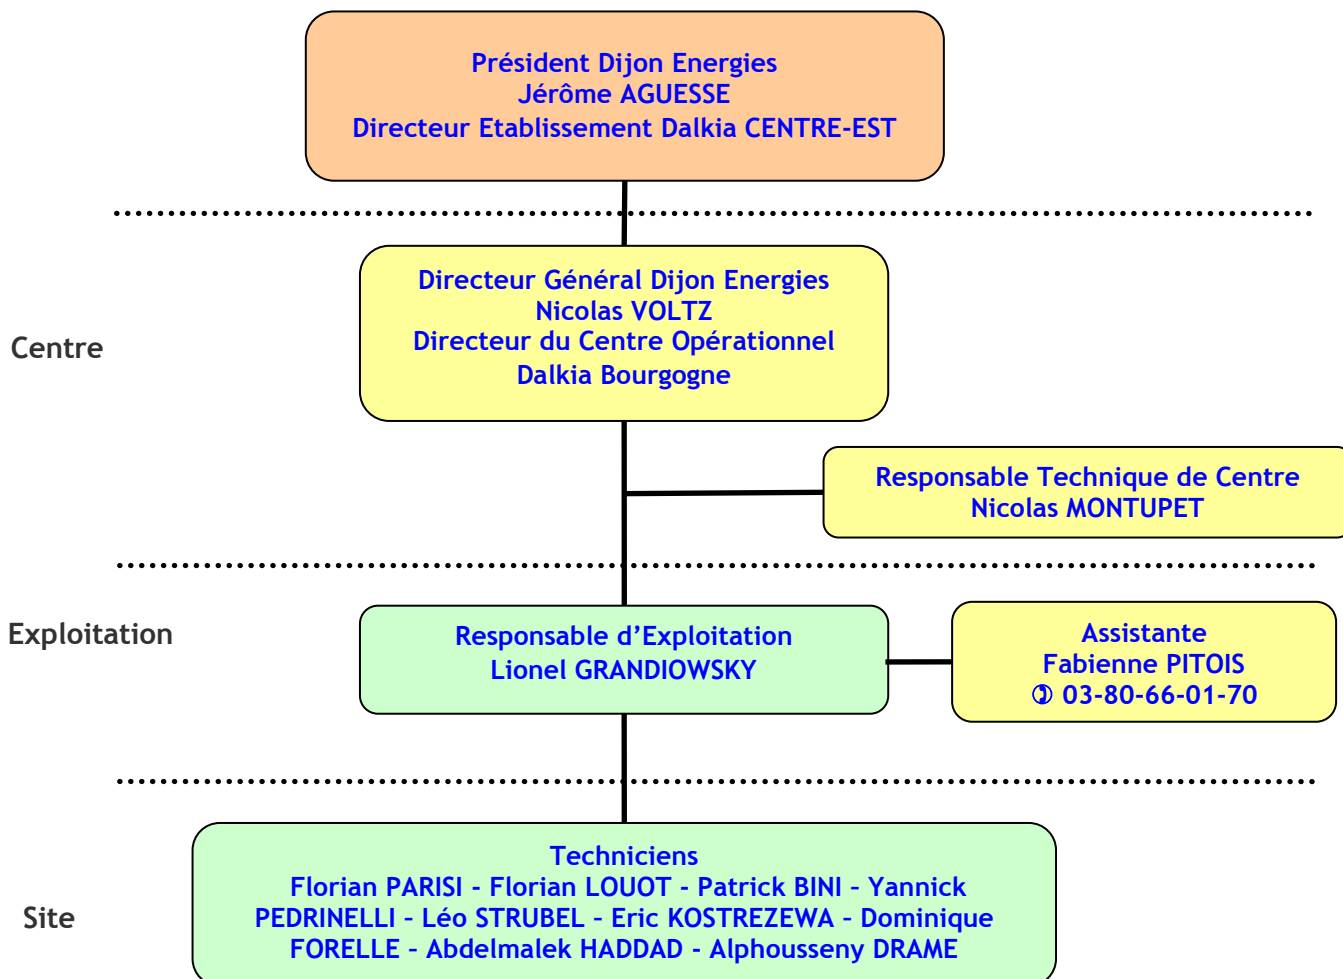 Président Dijon Energies
Jérôme AGUESSE
Directeur Etablissement Dalkia CENTRE-EST
Centre
Directeur Général Dijon Energies
Nicolas VOLTZ
Directeur du Centre Opérationnel
Dalkia Bourgogne
Responsable Technique de Centre
Nicolas MONTUPET
Exploitation
Responsable d’Exploitation
Lionel GRANDIOWSKY
Assistante
Fabienne PITOIS
✆ 03-80-66-01-70
Site
Techniciens
Florian PARISI - Florian LOUOT - Patrick BINI – Yannick
PEDRINELLI – Léo STRUBEL – Eric KOSTREZEWA – Dominique
FORELLE – Abdelmalek HADDAD - Alphousseny DRAME